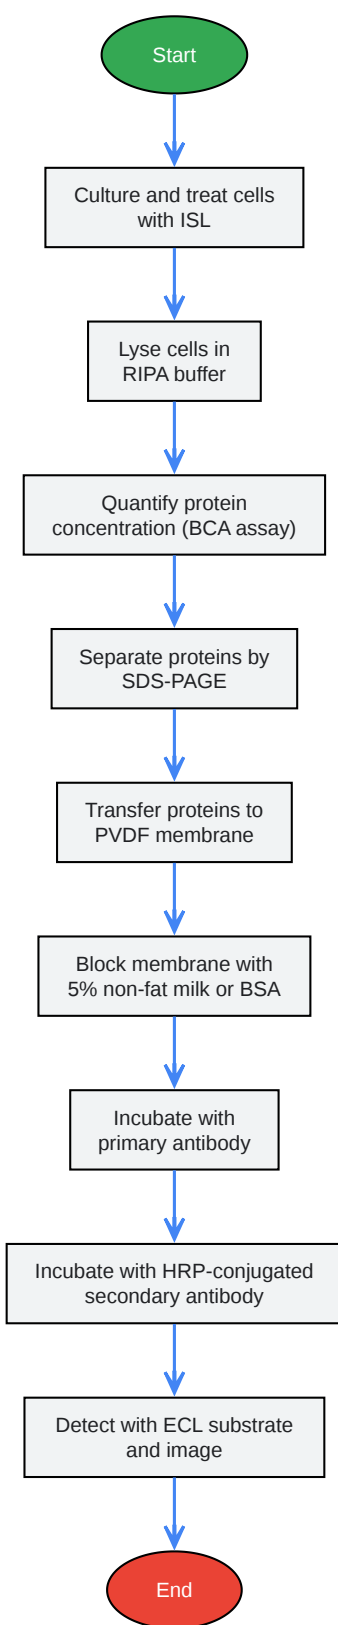 Start
Culture and treat cells
with ISL
Lyse cells in
RIPA buffer
Quantify protein
concentration (BCA assay)
Separate proteins by
SDS-PAGE
Transfer proteins to
PVDF membrane
Block membrane with
5% non-fat milk or BSA
Incubate with
primary antibody
Incubate with HRP-conjugated
secondary antibody
Detect with ECL substrate
and image
End